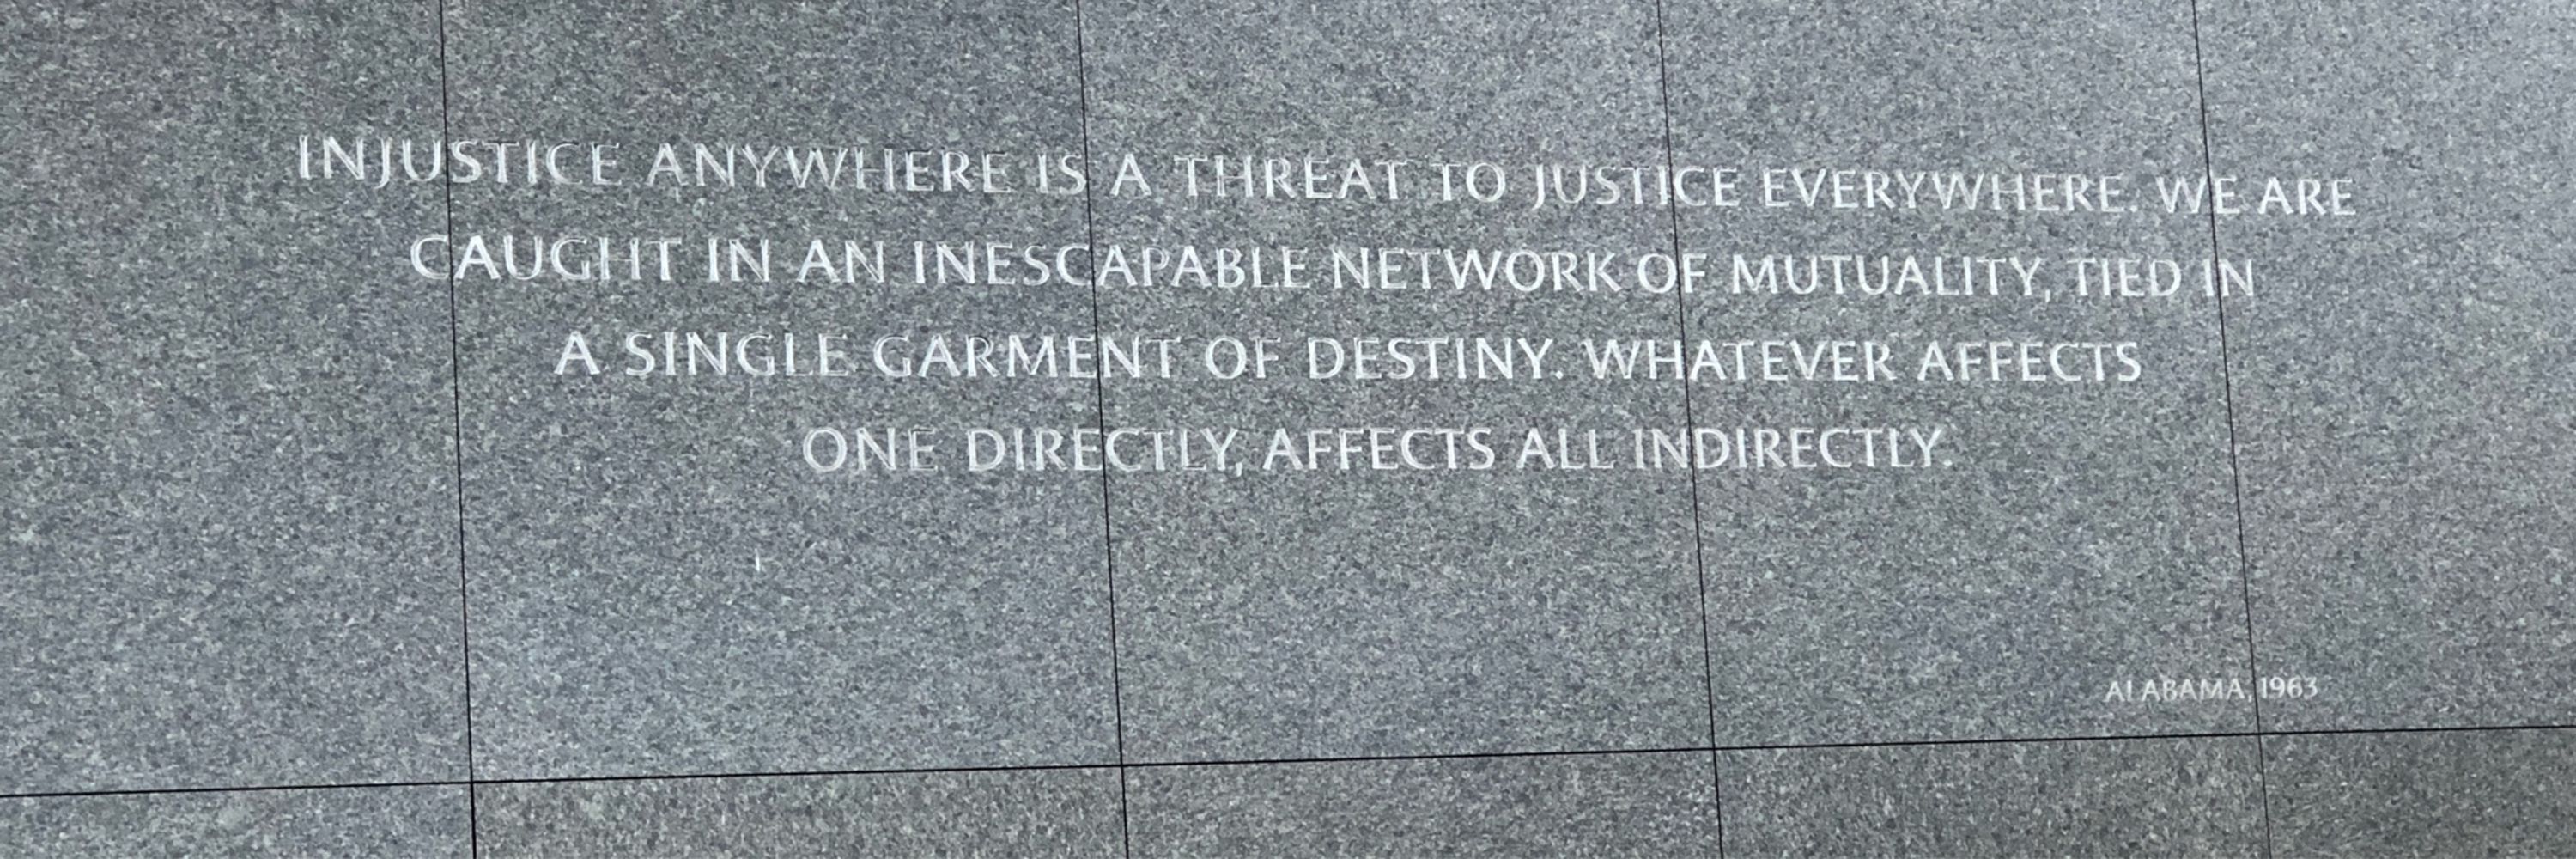 INJUSTICE ANYWHERE IS A THREAT TO JUSTICE EVERYWHERE. WE ARE
CAUGHT IN AN INESCAPABLE NETWORK OF MUTUALITY, TIED IN
A SINGLE GARMENT OF DESTINY. WHATEVER AFFECTS
ONE DIRECTLY, AFFECTS ALL INDIRECTLY.
ALABAMA, 1963